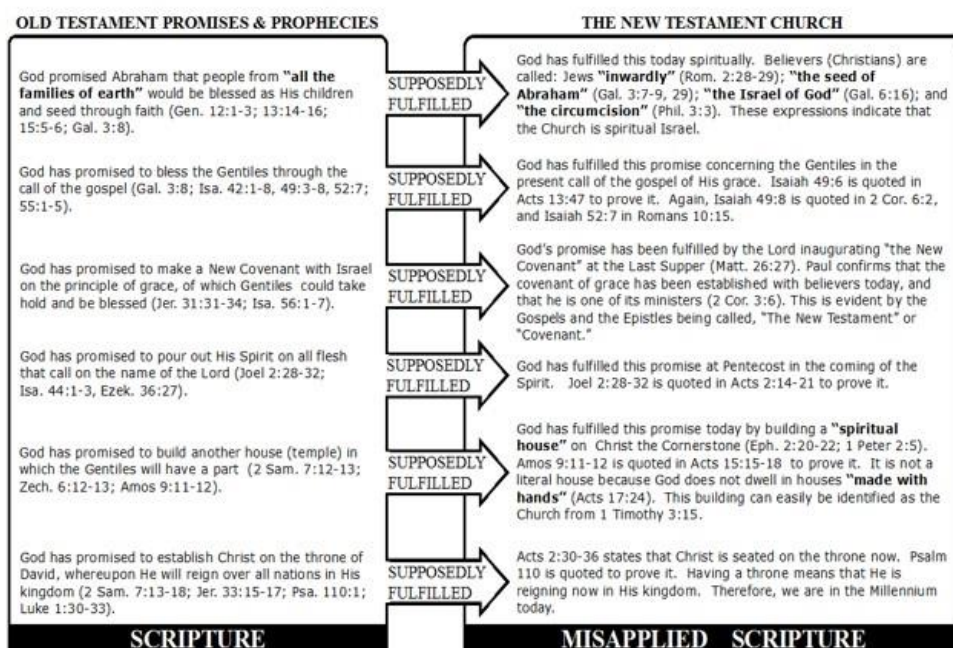 OLD TESTAMENT PROMISES & PROPHECIES
THE NEW TESTAMENT CHURCH
God promised Abraham that people from "all the
families of earth" would be blessed as His children
and seed through faith (Gen. 12:1-3; 13:14-16;
15:5-6; Gal. 3:8).
SUPPOSEDLY
FULFILLED
God has fulfilled this today spiritually. Believers (Christians) are
called: Jews "inwardly" (Rom. 2:28-29); "the seed of
Abraham" (Gal. 3:7-9, 29); "the Israel of God" (Gal. 6:16); and
"the circumcision" (Phil. 3:3). These expressions indicate that
the Church is spiritual Israel.
God has promised to bless the Gentiles through the
call of the gospel (Gal. 3:8; Isa. 42:1-8, 49:3-8, 52:7;
55:1-5).
SUPPOSEDLY
FULFILLED
God has fulfilled this promise concerning the Gentiles in the
present call of the gospel of His grace. Isaiah 49:6 is quoted in
Acts 13:47 to prove it. Again, Isaiah 49:8 is quoted in 2 Cor. 6:2,
and Isaiah 52:7 in Romans 10:15.
God has promised to make a New Covenant with Israel
on the principle of grace, of which Gentiles could take
hold and be blessed (Jer. 31:31-34; Isa. 56:1-7).
SUPPOSEDLY
FULFILLED
God's promise has been fulfilled by the Lord inaugurating "the New
Covenant" at the Last Supper (Matt. 26:27). Paul confirms that the
covenant of grace has been established with believers today, and
that he is one of its ministers (2 Cor. 3:6). This is evident by the
Gospels and the Epistles being called, "The New Testament" or
"Covenant."
God has promised to pour out His Spirit on all flesh
that call on the name of the Lord (Joel 2:28-32;
Isa. 44:1-3, Ezek. 36:27).
SUPPOSEDLY
FULFILLED
God has fulfilled this promise at Pentecost in the coming of the
Spirit. Joel 2:28-32 is quoted in Acts 2:14-21 to prove it.
God has promised to build another house (temple) in
which the Gentiles will have a part (2 Sam. 7:12-13;
Zech. 6:12-13; Amos 9:11-12).
SUPPOSEDLY
FULFILLED
God has fulfilled this promise today by building a "spiritual
house" on Christ the Cornerstone (Eph. 2:20-22; 1 Peter 2:5).
Amos 9:11-12 is quoted in Acts 15:15-18 to prove it. It is not a
literal house because God does not dwell in houses "made with
hands" (Acts 17:24). This building can easily be identified as the
Church from 1 Timothy 3:15.
God has promised to establish Christ on the throne of
David, whereupon He will reign over all nations in His
kingdom (2 Sam. 7:13-18; Jer. 33:15-17; Psa. 110:1;
Luke 1:30-33).
SUPPOSEDLY
FULFILLED
Acts 2:30-36 states that Christ is seated on the throne now. Psalm
110 is quoted to prove it. Having a throne means that He is
reigning now in His kingdom. Therefore, we are in the Millennium
today.
SCRIPTURE
MISAPPLIED SCRIPTURE